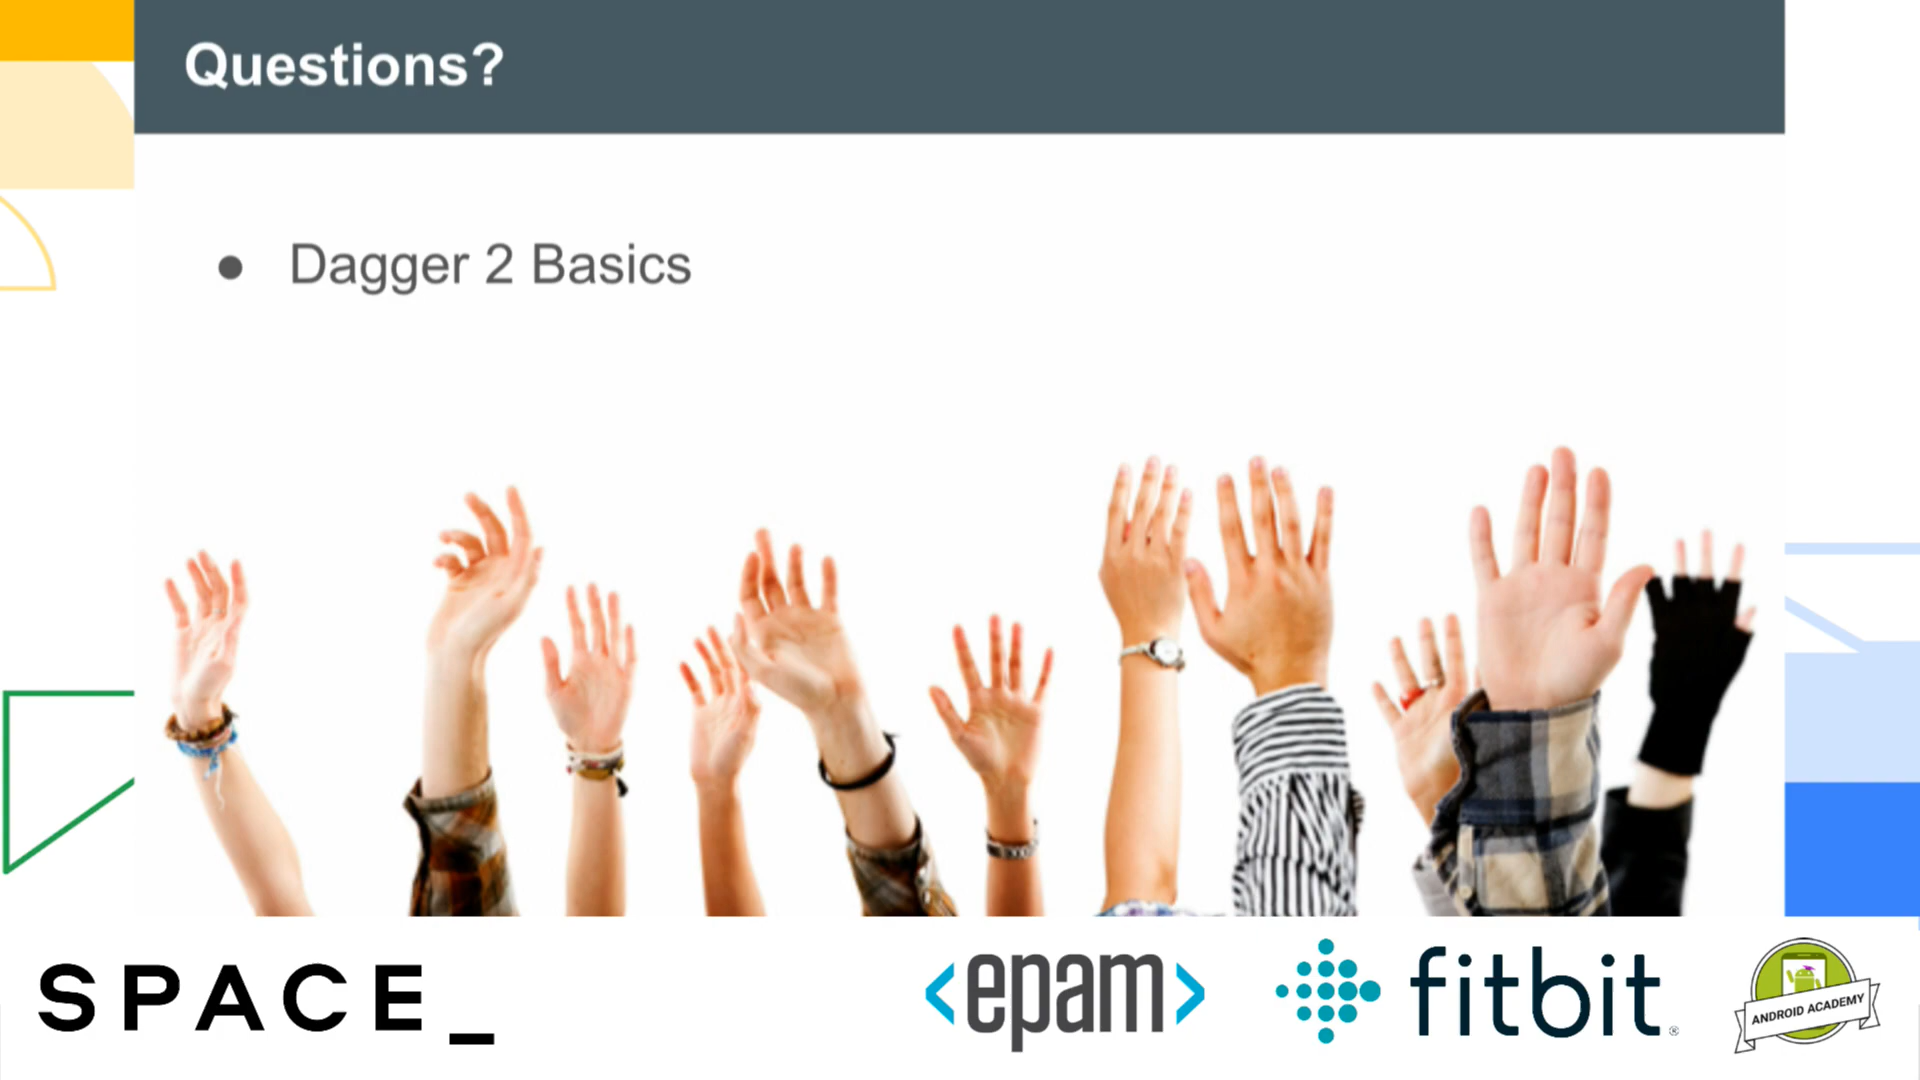 Questions?
● Dagger 2 Basics
SPACE_
<epam>
fitbit®
ANDROID ACADEMY